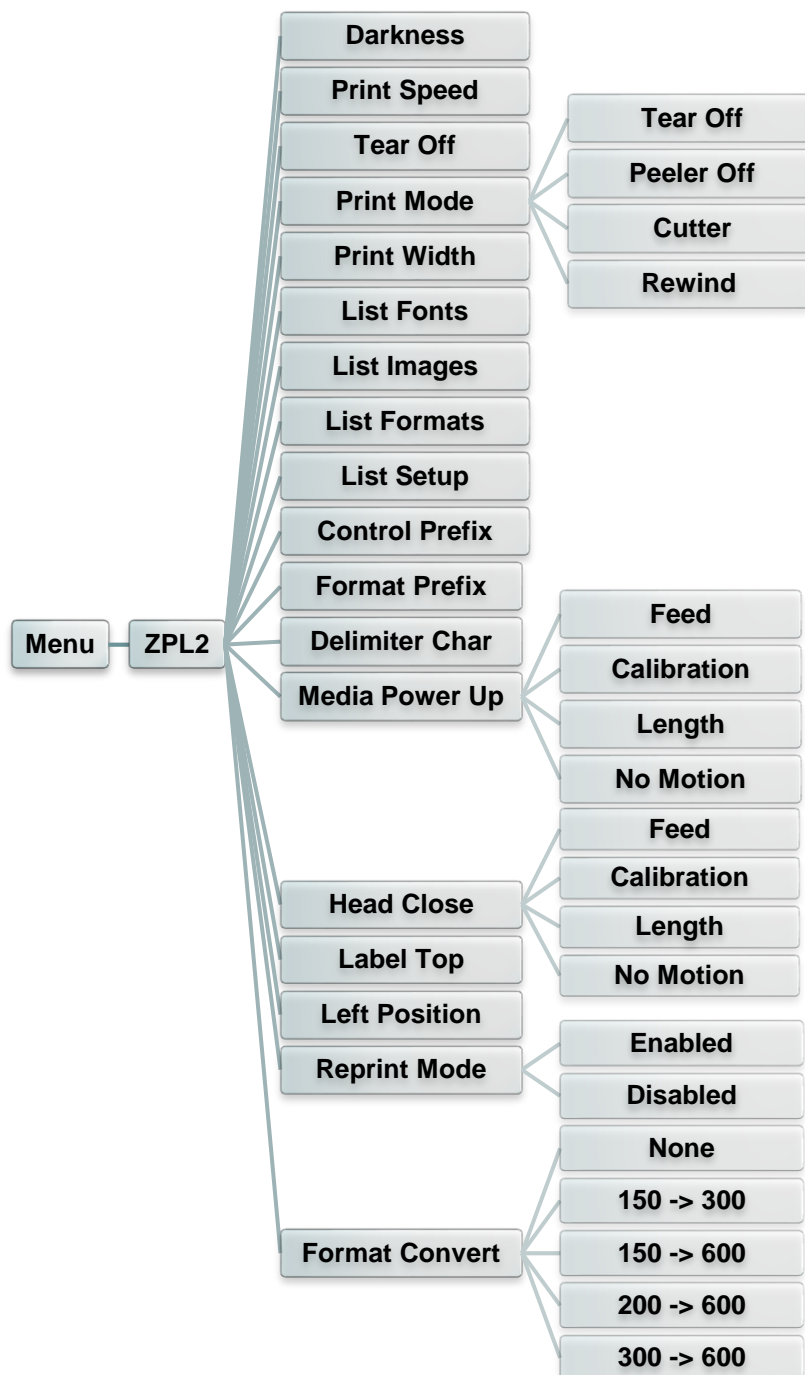 Menu
ZPL2
Darkness
Print Speed
Tear Off
Print Mode
Tear Off
Peeler Off
Cutter
Rewind
Print Width
List Fonts
List Images
List Formats
List Setup
Control Prefix
Format Prefix
Delimiter Char
Media Power Up
Feed
Calibration
Length
No Motion
Head Close
Feed
Calibration
Length
No Motion
Label Top
Left Position
Reprint Mode
Enabled
Disabled
Format Convert
None
150 -> 300
150 -> 600
200 -> 600
300 -> 600